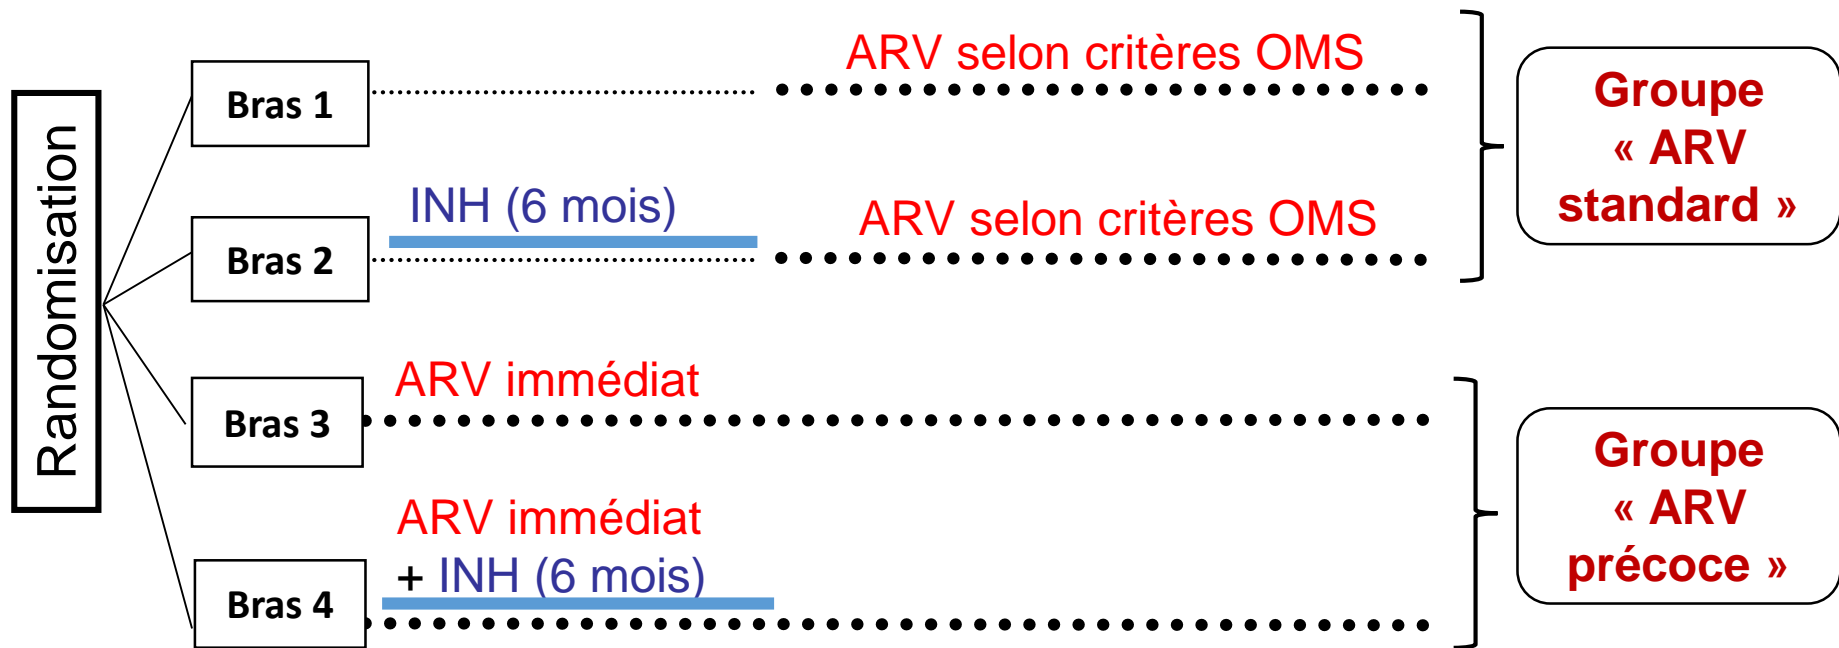 Randomisation
Bras 1
ARV selon critères OMS
Bras 2
INH (6 mois)
ARV selon critères OMS
Groupe
« ARV
standard »
Bras 3
ARV immédiat
Bras 4
ARV immédiat
+ INH (6 mois)
Groupe
« ARV
précoce »